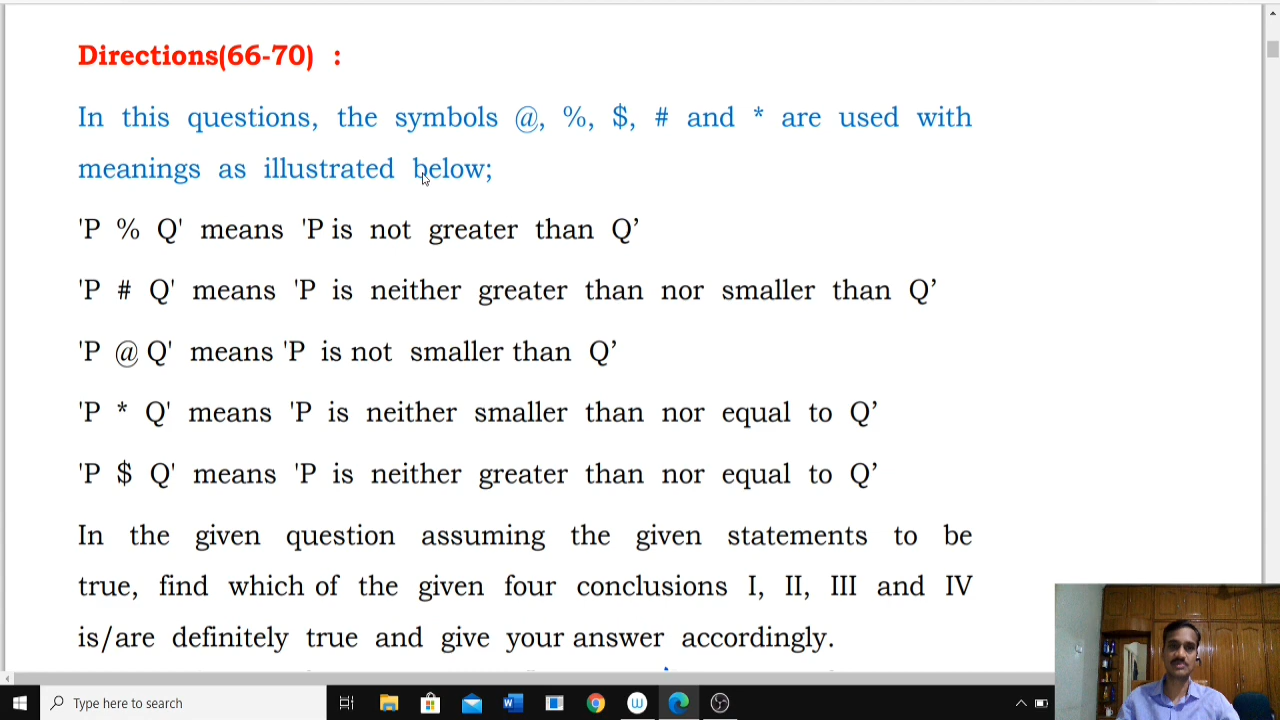 Directions(66-70) :
In this questions, the symbols @, %, $, # and * are used with
meanings as illustrated below;
'P % Q' means 'P is not greater than Q’
'P # Q' means 'P is neither greater than nor smaller than Q’
'P @ Q' means 'P is not smaller than Q’
'P * Q' means 'P is neither smaller than nor equal to Q’
'P $ Q' means 'P is neither greater than nor equal to Q’
In the given question assuming the given statements to be
true, find which of the given four conclusions I, II, III and IV
is/are definitely true and give your answer accordingly.
Type here to search